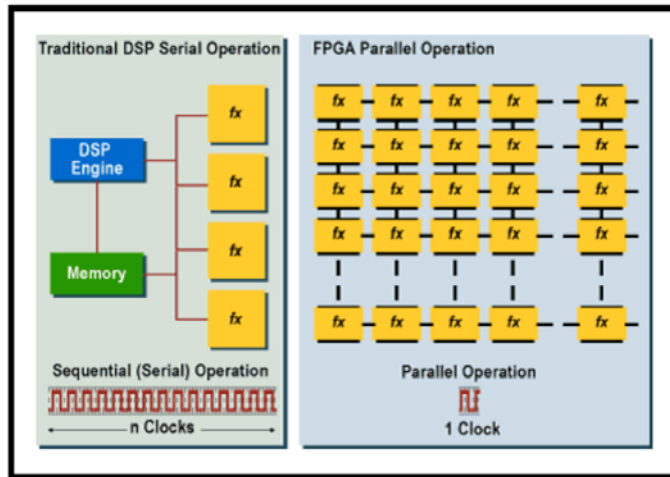 Traditional DSP Serial Operation
fx
DSP
Engine
fx
Memory
fx
fx
Sequential (Serial) Operation
n Clocks
FPGA Parallel Operation
fx fx fx fx fx
fx fx fx fx fx
fx fx fx fx fx
fx fx fx fx fx
fx fx fx fx fx
Parallel Operation
1 Clock